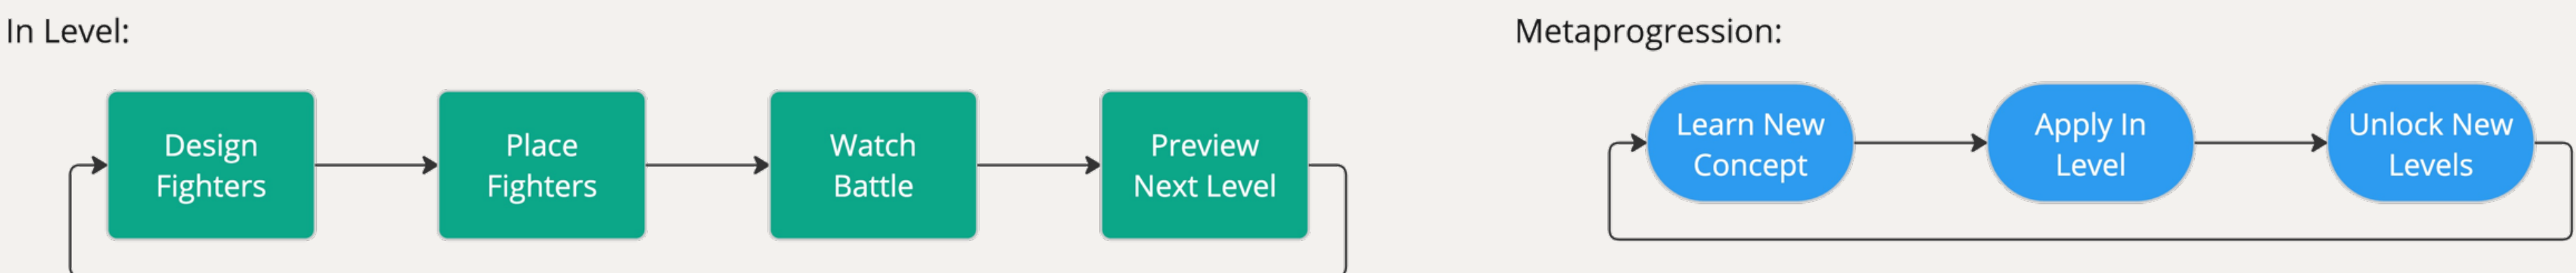 In Level:
Design
Fighters
Place
Fighters
Watch
Battle
Preview
Next Level
Metaprogression:
Learn New
Concept
Apply In
Level
Unlock New
Levels